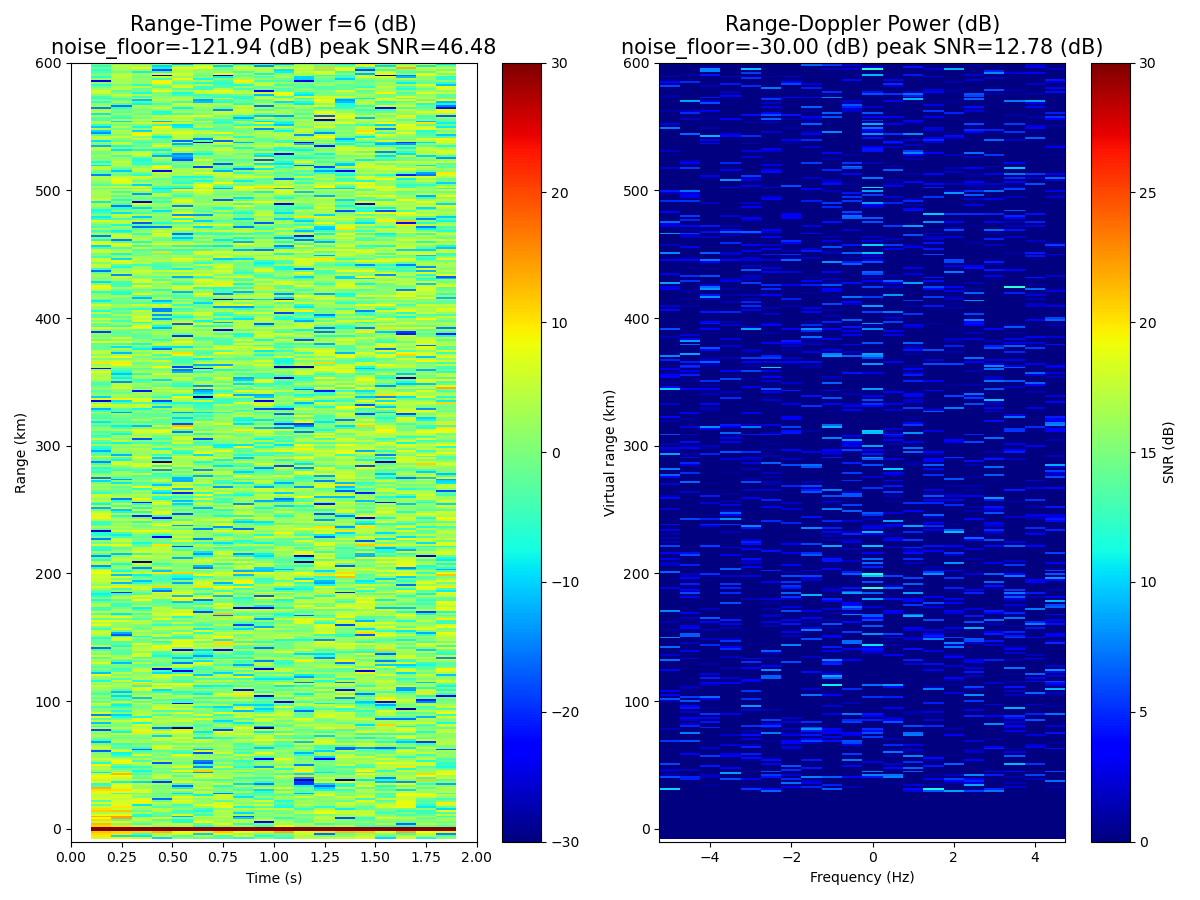 Range-Time Power f=6 (dB)
noise_floor=-121.94 (dB) peak SNR=46.48
600
500
400
300
200
100
0
Range (km)
0.00 0.25 0.50 0.75 1.00 1.25 1.50 1.75 2.00
Time (s)
30
20
10
0
−10
−20
−30
Range-Doppler Power (dB)
noise_floor=-30.00 (dB) peak SNR=12.78 (dB)
600
500
400
300
200
100
0
Virtual range (km)
−4 −2 0 2 4
Frequency (Hz)
30
25
20
15
10
5
0
SNR (dB)